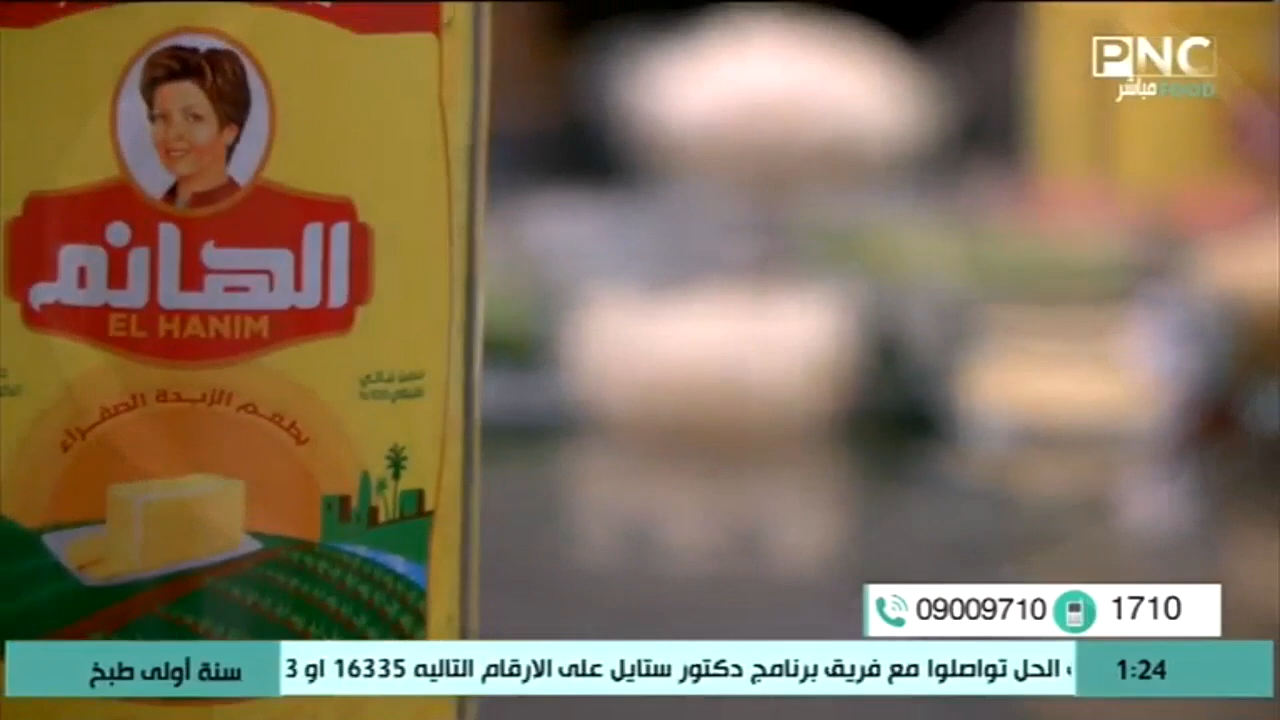 PNC
FOOD مباشر
الهانم
EL HANIM
بطعم الزبدة الصفراء
09009710
1710
سنة أولى طبخ
الحل تواصلوا مع فريق برنامج دكتور ستايل على الارقام التاليه 16335 او 3
1:24